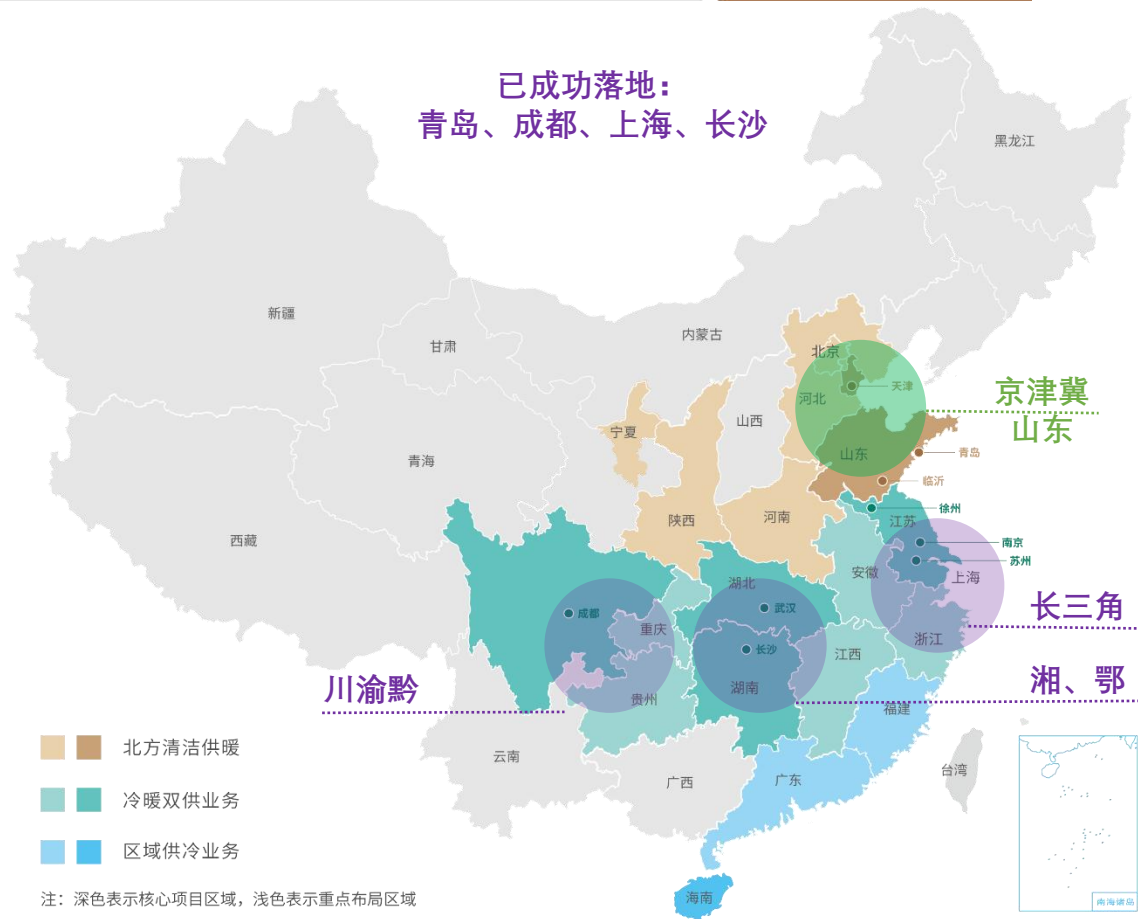 已成功落地：
青岛、成都、上海、长沙
黑龙江
新疆
内蒙古
甘肃
北京
天津
河北
京津冀
山东
山西
宁夏
青海
山东
青岛
临沂
陕西
河南
徐州
江苏
西藏
南京
苏州
安徽
上海
湖北
成都
武汉
长三角
重庆
浙江
长沙
江西
川渝黔
贵州
湖南
湘、鄂
福建
北方清洁供暖
云南
台湾
广西
广东
冷暖双供业务
区域供冷业务
海南
注：深色表示核心项目区域，浅色表示重点布局区域
南海诸岛